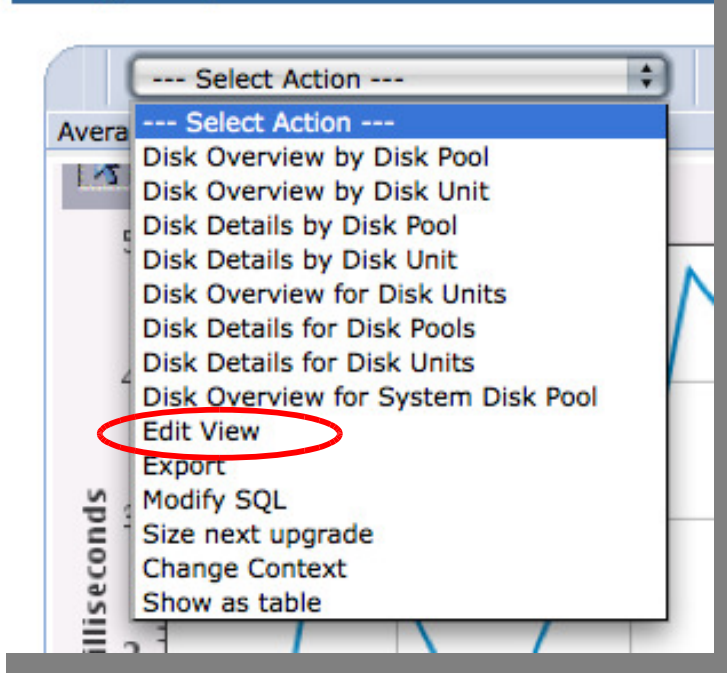 --- Select Action ---
--- Select Action ---
Avera
Disk Overview by Disk Pool
Disk Overview by Disk Unit
Disk Details by Disk Pool
Disk Details by Disk Unit
Disk Overview for Disk Units
Disk Details for Disk Pools
Disk Details for Disk Units
Disk Overview for System Disk Pool
Edit View
Export
Modify SQL
Size next upgrade
Change Context
Show as table
illiseconds